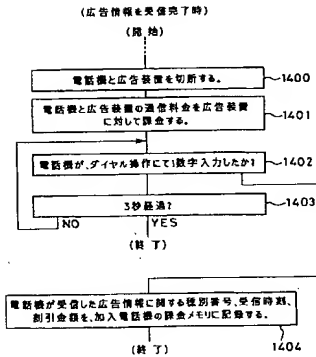 (広告情報を受信完了時)
(開始)
電話機と広告装置を切断する。
1400
電話機と広告装置の通信料金を広告装置
に対して課金する。
1401
電話機が、ダイヤル操作にて1数字入力したか?
1402
3秒経過?
1403
NO
YES
(終了)
電話機が受信した広告情報に関する種別番号、受信時刻、
割引金額を、加入電話機の課金メモリに記録する。
(終了)
1404